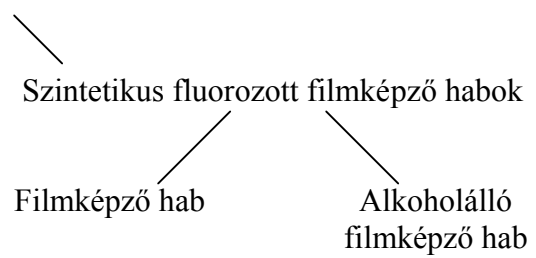 Szintetikus fluorozott filmképző habok
Filmképző hab
Alkoholálló
filmképző hab